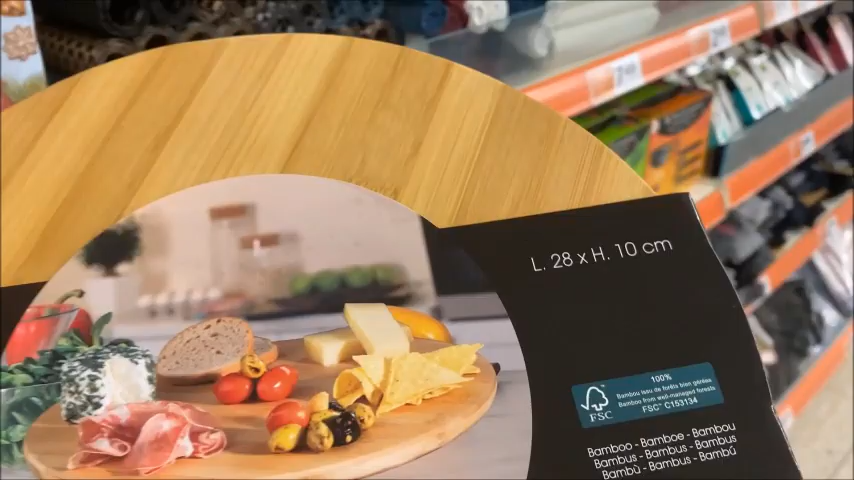 L. 28 x H. 10 cm
100%
Bambou issu de forêts bien gérées
Bamboo from well-managed forests
FSC
FSC™ C153134
Bamboo - Bamboe - Bambou
Bambus - Bambus - Bambus
Bambù - Bambus - Bambú